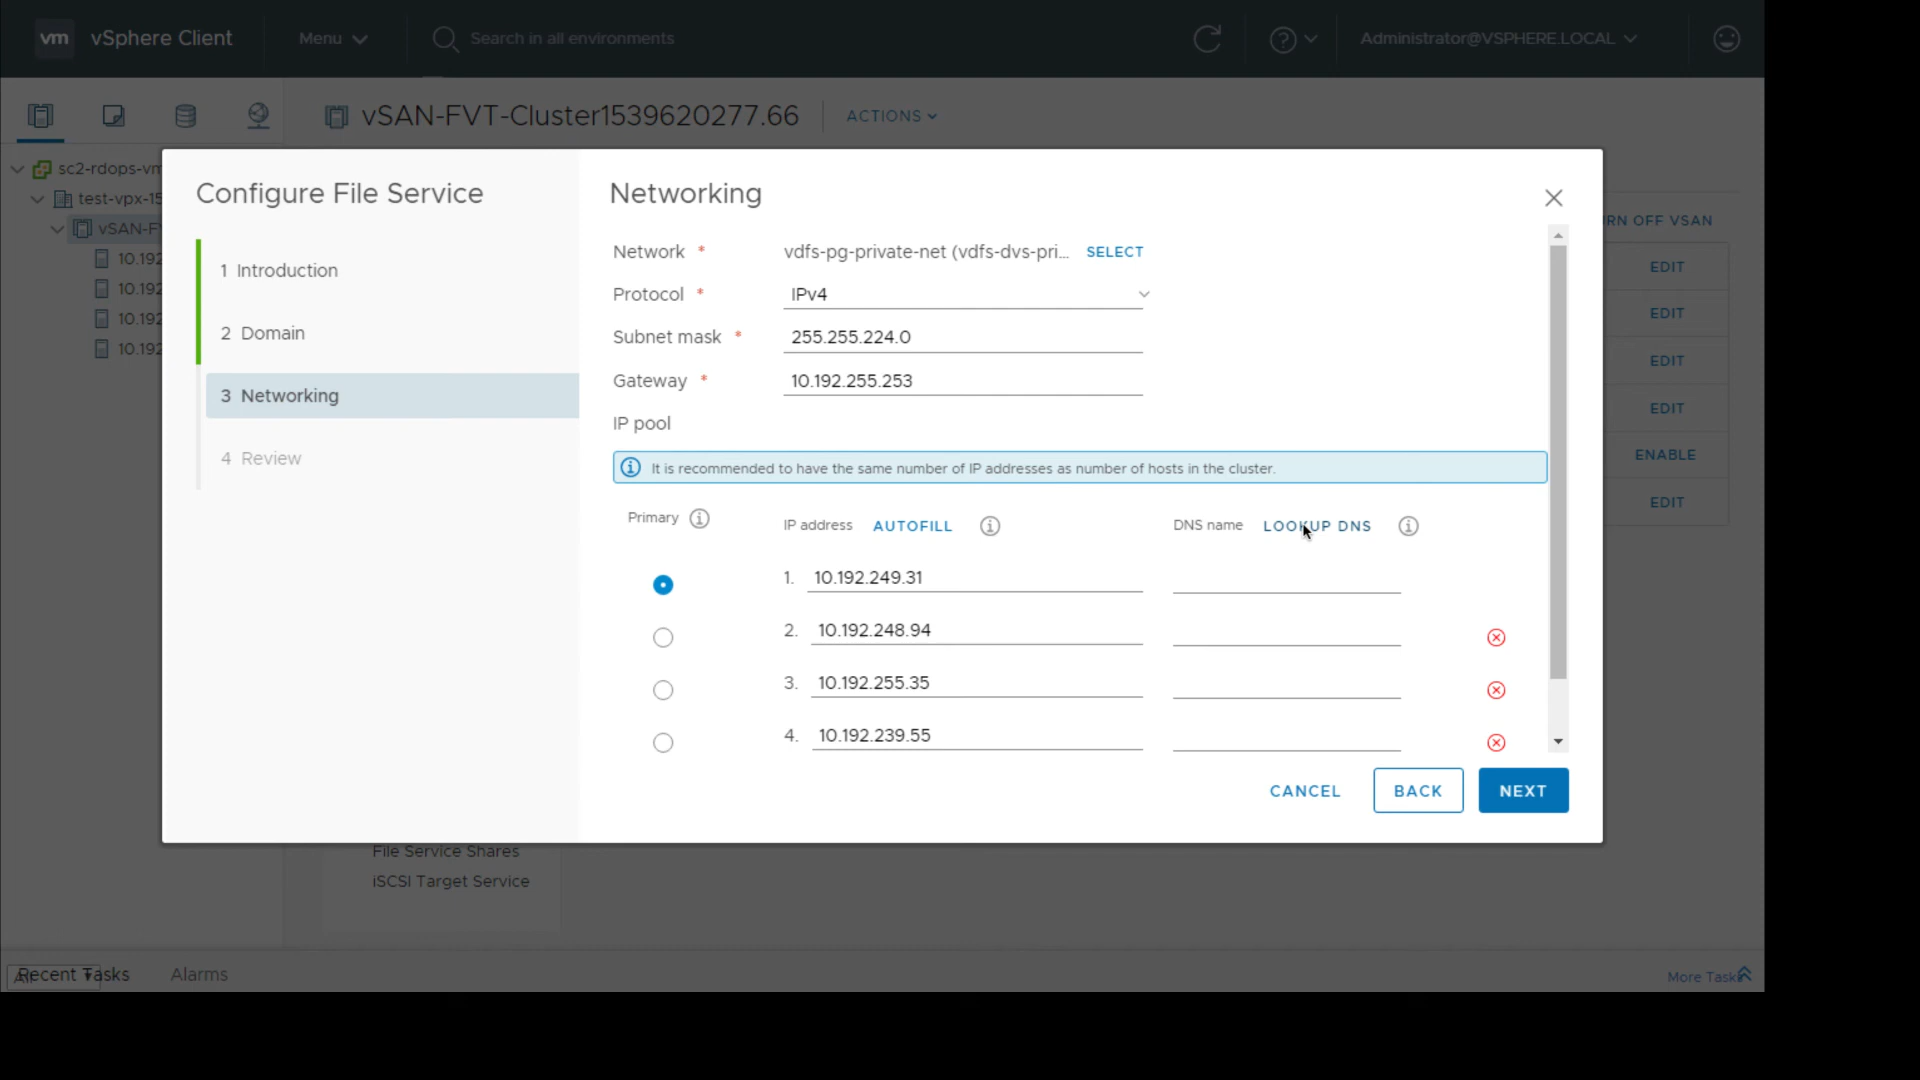 vm vSphere Client Menu Search in all environments Administrator@VSPHERE.LOCAL
vSAN-FVT-Cluster1539620277.66 ACTIONS
sc2-rdops-vm
test-vpx-15
vSAN-F
10.192
10.192
10.192
10.192
Configure File Service
1 Introduction
2 Domain
3 Networking
4 Review
Networking
Network * vdfs-pg-private-net (vdfs-dvs-pri... SELECT
Protocol * IPv4
Subnet mask * 255.255.224.0
Gateway * 10.192.255.253
IP pool
It is recommended to have the same number of IP addresses as number of hosts in the cluster.
Primary IP address AUTOFILL DNS name LOOKUP DNS
1. 10.192.249.31
2. 10.192.248.94
3. 10.192.255.35
4. 10.192.239.55
CANCEL BACK NEXT
RN OFF VSAN
EDIT
EDIT
EDIT
EDIT
ENABLE
EDIT
File Service Shares
iSCSI Target Service
Recent Tasks Alarms More Tasks